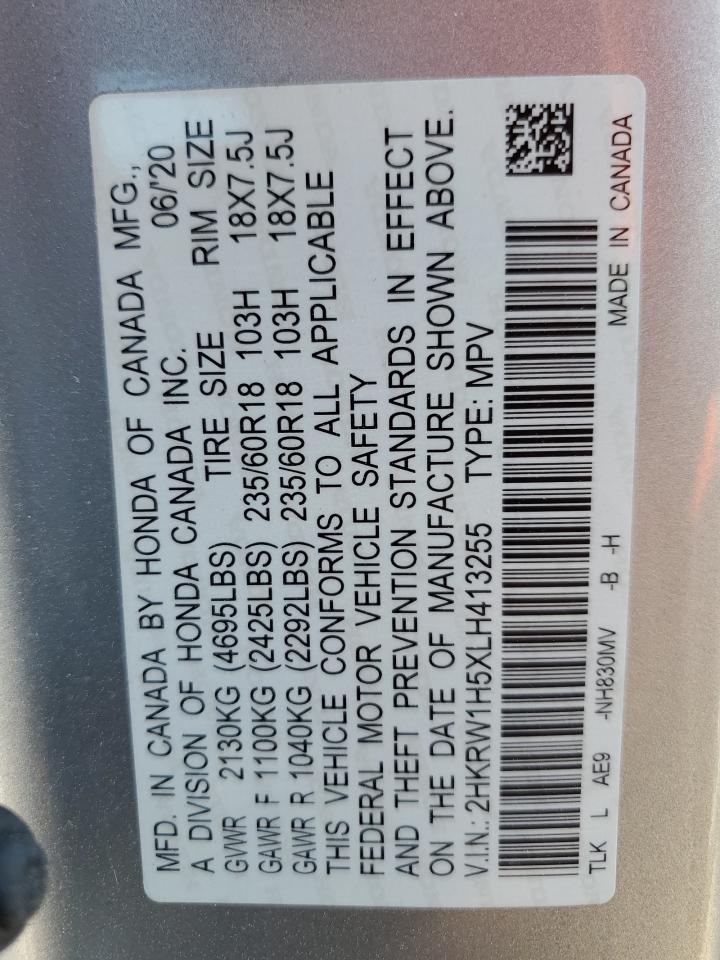 MFD. IN CANADA BY HONDA OF CANADA MFG.,
A DIVISION OF HONDA CANADA INC. 06/'20
TIRE SIZE RIM SIZE
GVWR 2130KG (4695LBS)
GAWR F 1100KG (2425LBS) 235/60R18 103H 18X7.5J
GAWR R 1040KG (2292LBS) 235/60R18 103H 18X7.5J
THIS VEHICLE CONFORMS TO ALL APPLICABLE
FEDERAL MOTOR VEHICLE SAFETY
AND THEFT PREVENTION STANDARDS IN EFFECT
ON THE DATE OF MANUFACTURE SHOWN ABOVE.
V.I.N.: 2HKRW1H5XLH413255 TYPE: MPV
TLK L AE9 -NH830MV -B -H MADE IN CANADA